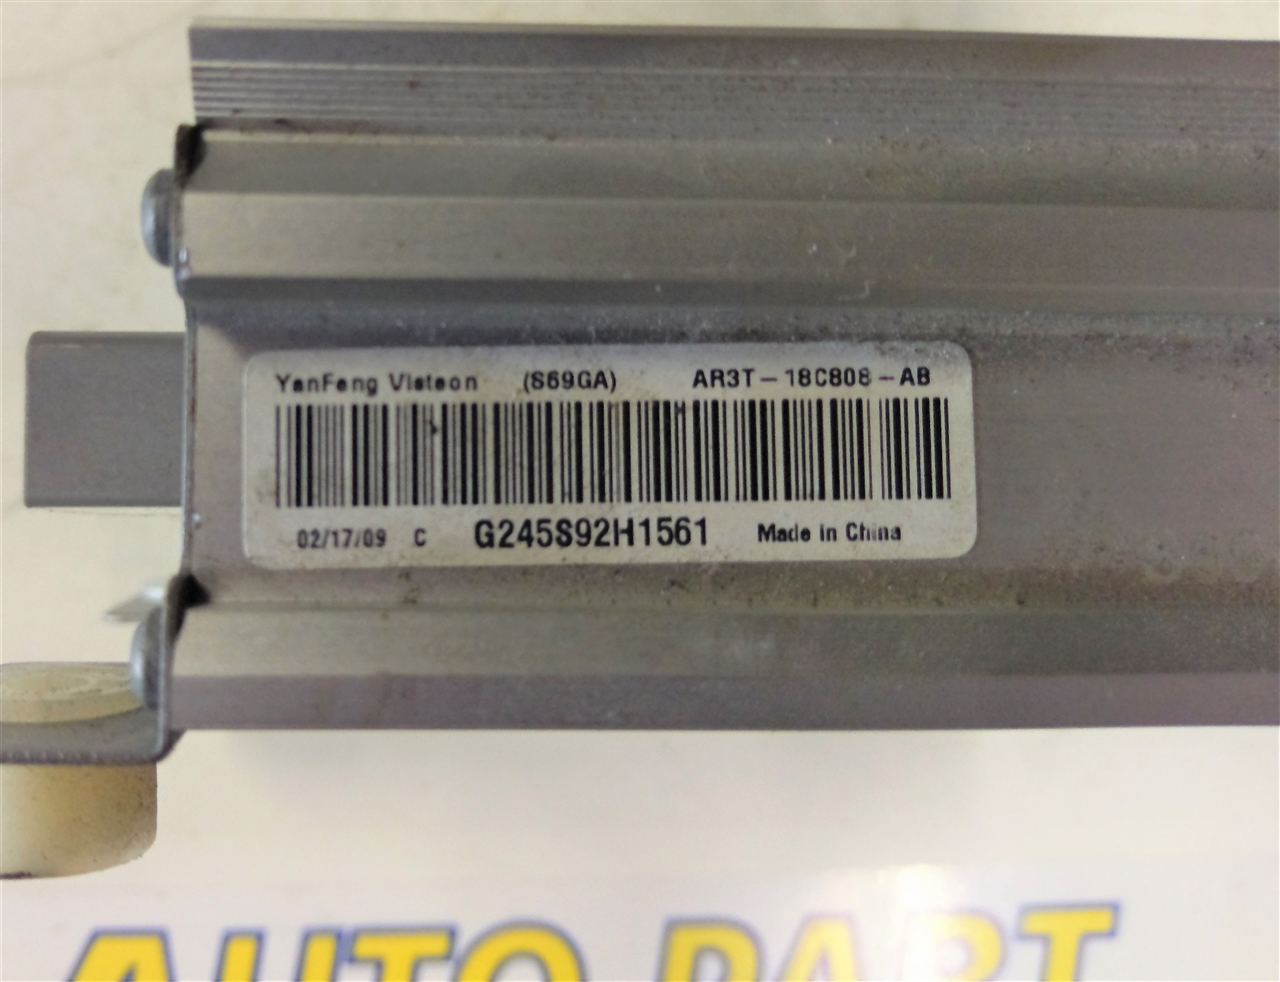 YanFeng Visteon (S69GA) AR3T-18C808-AB
02/17/09 C G245S92H1561 Made in China
AUTO PART